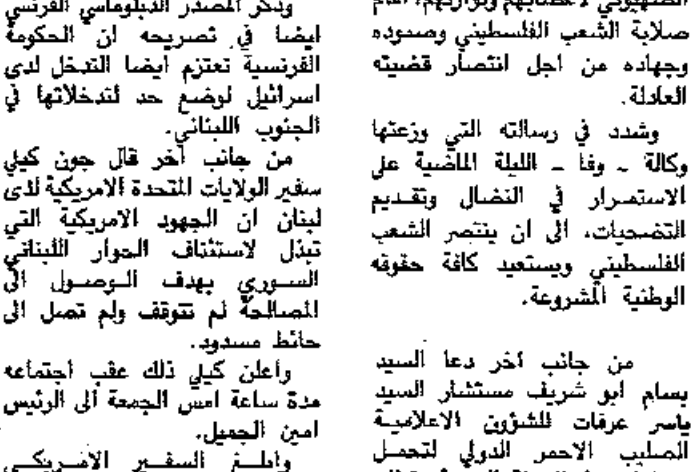 الصهيوني لاعصابهم وتوازنهم، امام
صلابة الشعب الفلسطيني وصموده
وجهاده من اجل انتصار قضيته
العادلة.
وشدد في رسالته التي وزعتها
وكالة ـ وفا ـ الليلة الماضية على
الاستمرار في النضال وتقديم
التضحيات، الى ان ينتصر الشعب
الفلسطيني ويستعيد كافة حقوقه
الوطنية المشروعة.
من جانب اخر دعا السيد
بسام ابو شريف مستشار السيد
ياسر عرفات للشؤون الاعلامية
الصليب الاحمر الدولي لتحمل
وذكر المصدر الدبلوماسي الفرنسي
ايضا في تصريحه ان الحكومة
الفرنسية تعتزم ايضا التدخل لدى
اسرائيل لوضع حد لتدخلاتها في
الجنوب اللبناني.
من جانب اخر قال جون كيلي
سفير الولايات المتحدة الامريكية لدى
لبنان ان الجهود الامريكية التي
تبذل لاستئناف الحوار اللبناني
السوري بهدف الوصول الى
المصالحة لم تتوقف ولم تصل الى
حائط مسدود.
واعلن كيلي ذلك عقب اجتماعه
مدة ساعة امس الجمعة الى الرئيس
امين الجميل.
وابلغ السفير الامريكي